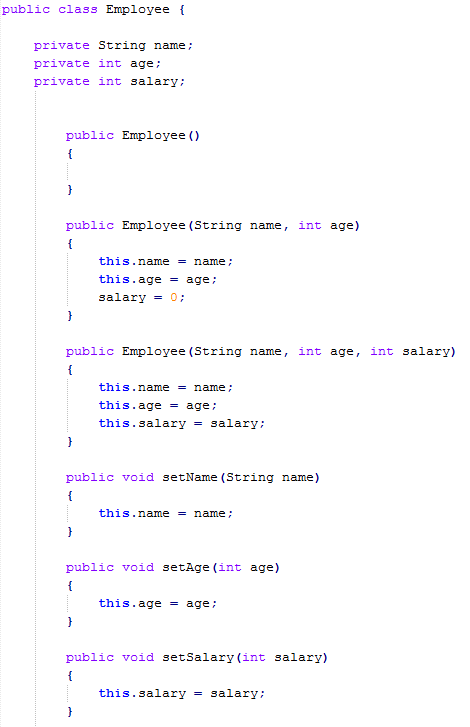 public class Employee {
private String name;
private int age;
private int salary;
public Employee()
{
}
public Employee(String name, int age)
{
this.name = name;
this.age = age;
salary = 0;
}
public Employee(String name, int age, int salary)
{
this.name = name;
this.age = age;
this.salary = salary;
}
public void setName(String name)
{
this.name = name;
}
public void setAge(int age)
{
this.age = age;
}
public void setSalary(int salary)
{
this.salary = salary;
}